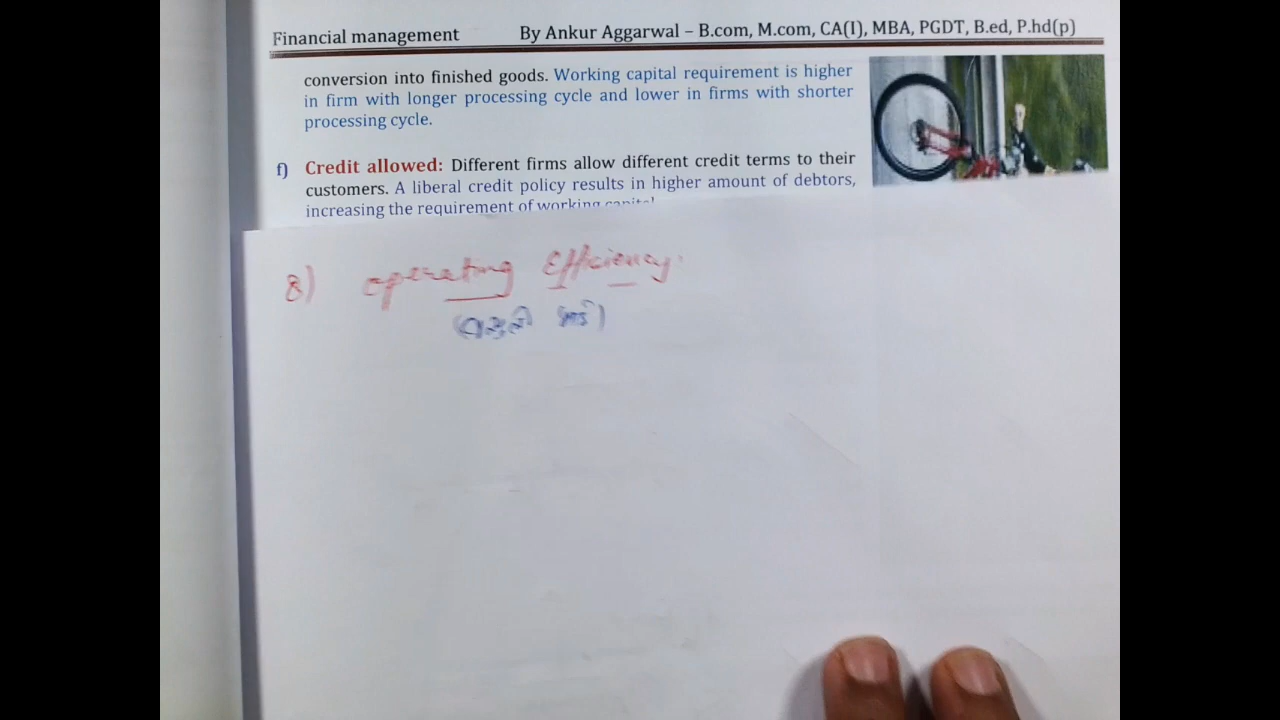 Financial management By Ankur Aggarwal – B.com, M.com, CA(I), MBA, PGDT, B.ed, P.hd(p)
conversion into finished goods. Working capital requirement is higher
in firm with longer processing cycle and lower in firms with shorter
processing cycle.
f) Credit allowed: Different firms allow different credit terms to their
customers. A liberal credit policy results in higher amount of debtors,
increasing the requirement of working capital
8) Operating Efficiency.